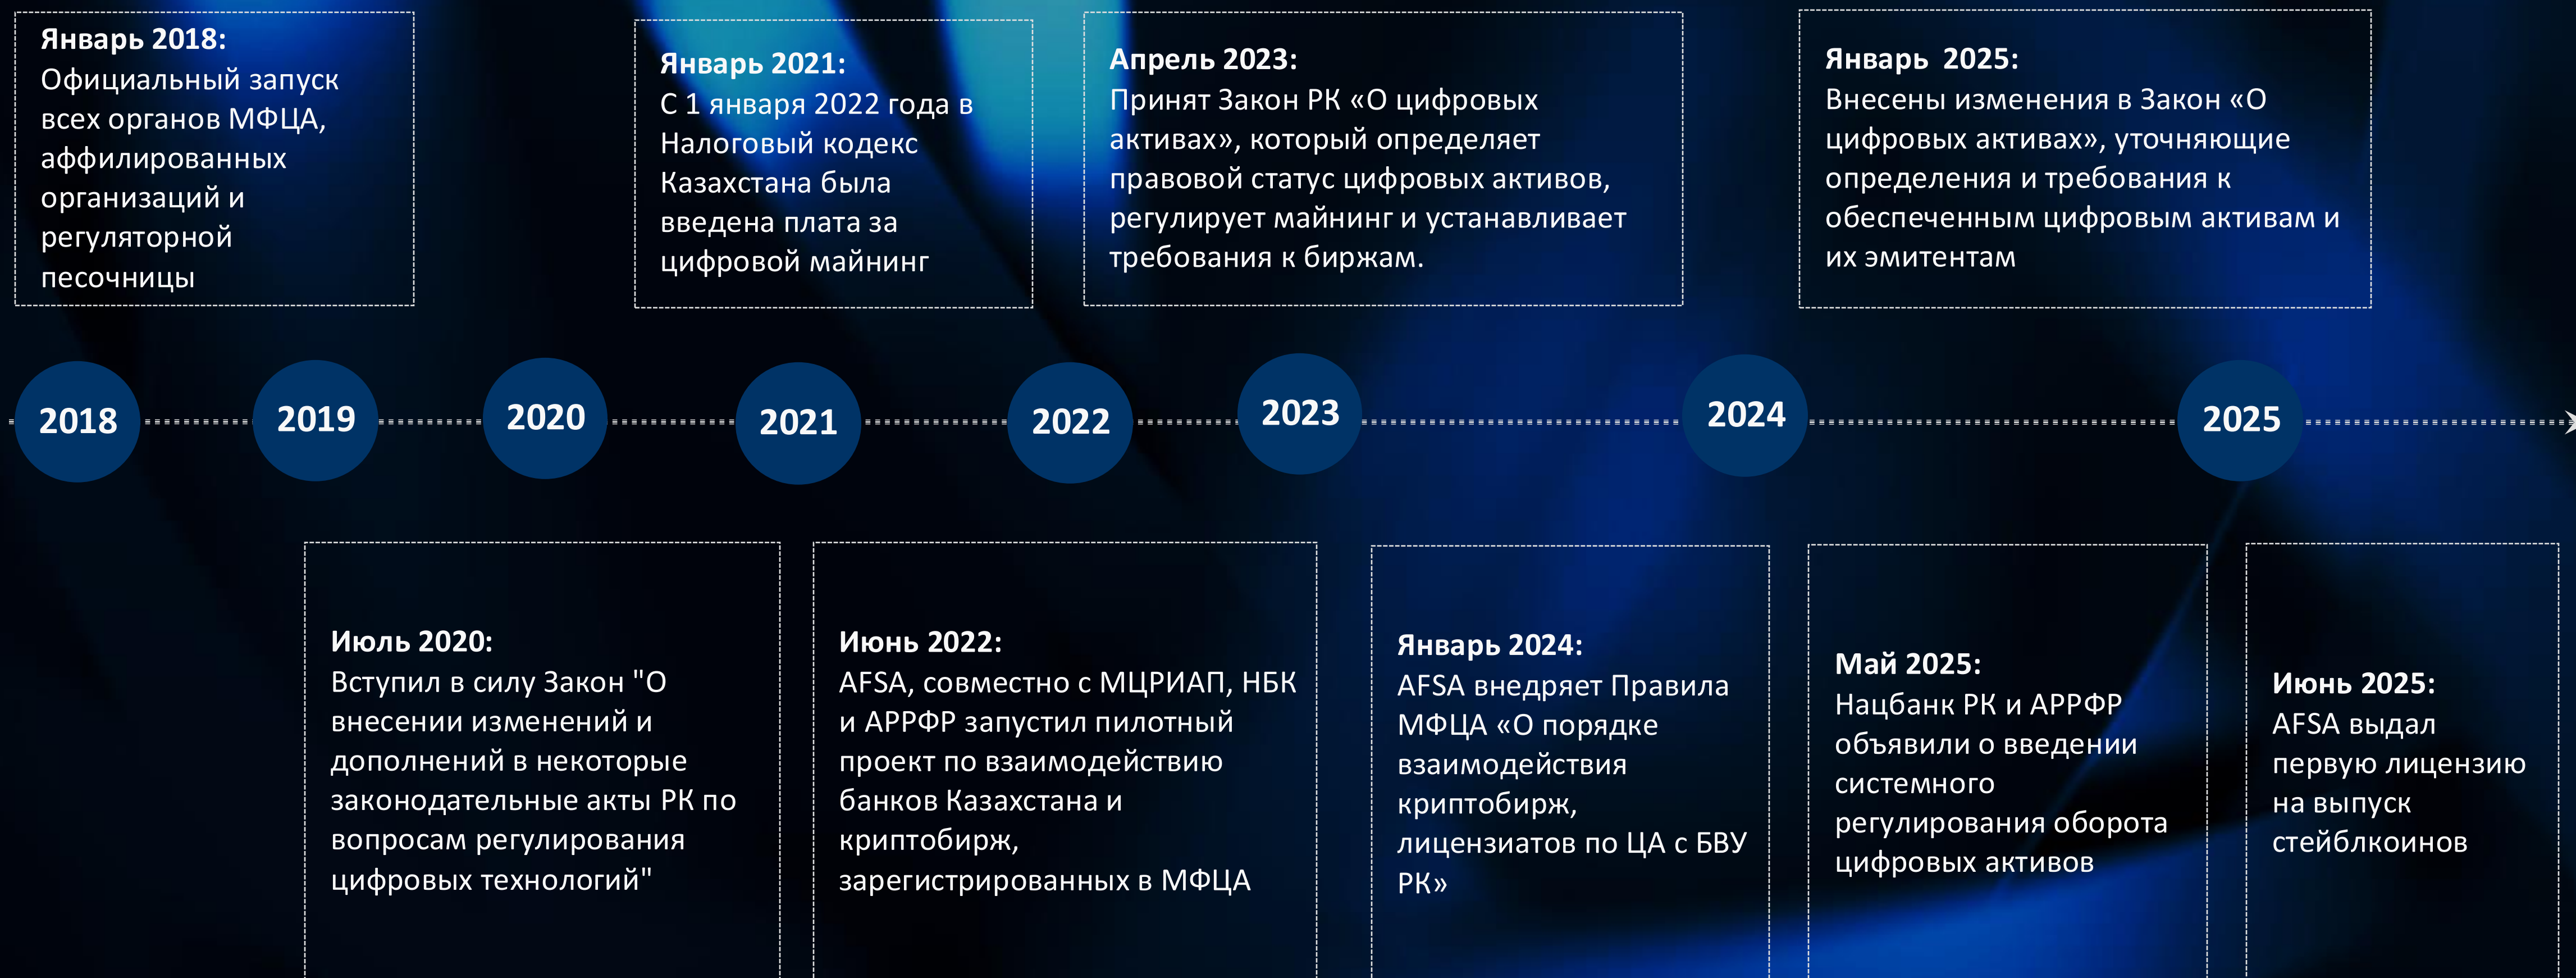 Январь 2018:
Официальный запуск
всех органов МФЦА,
аффилированных
организаций и
регуляторной
песочницы
Январь 2021:
С 1 января 2022 года в
Налоговый кодекс
Казахстана была
введена плата за
цифровой майнинг
Апрель 2023:
Принят Закон РК «О цифровых
активах», который определяет
правовой статус цифровых активов,
регулирует майнинг и устанавливает
требования к биржам.
Январь  2025:
Внесены изменения в Закон «О
цифровых активах», уточняющие
определения и требования к
обеспеченным цифровым активам и
их эмитентам
2018
2019
2020
2021
2022
2023
2024
2025
Июль 2020:
Вступил в силу Закон "О
внесении изменений и
дополнений в некоторые
законодательные акты РК по
вопросам регулирования
цифровых технологий"
Июнь 2022:
AFSA, совместно с МЦРИАП, НБК
и АРРФР запустил пилотный
проект по взаимодействию
банков Казахстана и
криптобирж,
зарегистрированных в МФЦА
Январь 2024:
AFSA внедряет Правила
МФЦА «О порядке
взаимодействия
криптобирж,
лицензиатов по ЦА с БВУ
РК»
Май 2025:
Нацбанк РК и АРРФР
объявили о введении
системного
регулирования оборота
цифровых активов
Июнь 2025:
AFSA выдал
первую лицензию
на выпуск
стейблкоинов